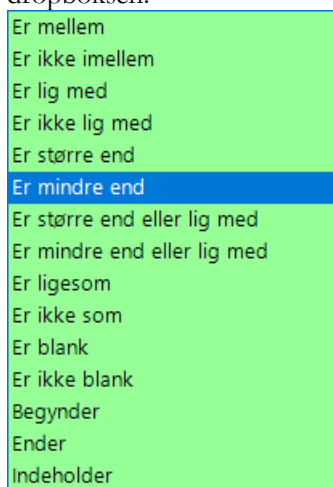 dropboksen.
Er mellem
Er ikke imellem
Er lig med
Er ikke lig med
Er større end
Er mindre end
Er større end eller lig med
Er mindre end eller lig med
Er ligesom
Er ikke som
Er blank
Er ikke blank
Begynder
Ender
Indeholder